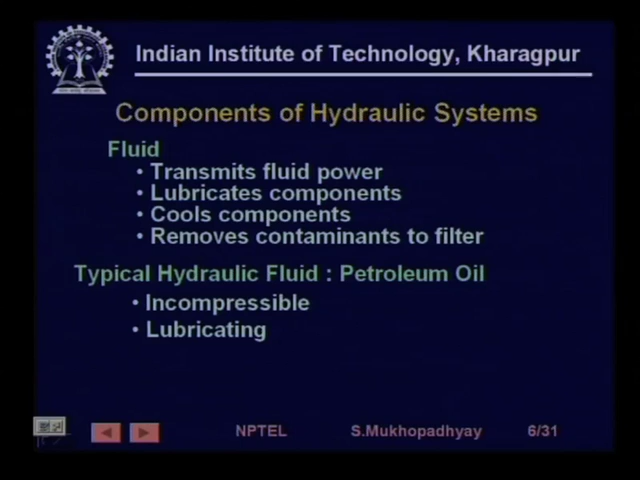 Indian Institute of Technology, Kharagpur
Components of Hydraulic Systems
Fluid
• Transmits fluid power
• Lubricates components
• Cools components
• Removes contaminants to filter
Typical Hydraulic Fluid : Petroleum Oil
• Incompressible
• Lubricating
NPTEL S.Mukhopadhyay 6/31